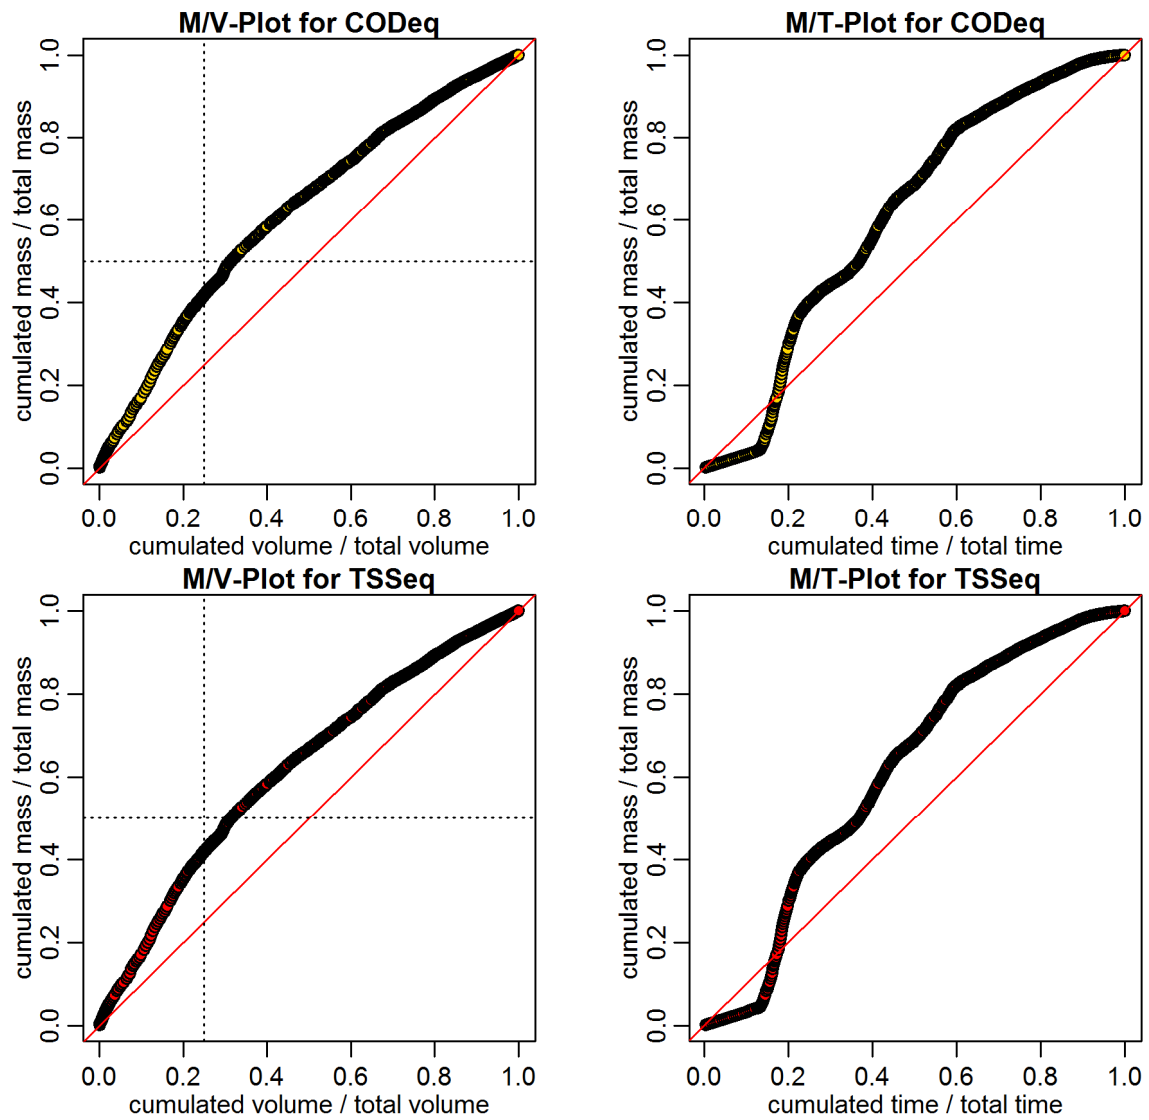 M/V-Plot for CODeq
cumulated mass / total mass
0.0 0.2 0.4 0.6 0.8 1.0
0.0 0.2 0.4 0.6 0.8 1.0
cumulated volume / total volume
M/T-Plot for CODeq
cumulated mass / total mass
0.0 0.2 0.4 0.6 0.8 1.0
0.0 0.2 0.4 0.6 0.8 1.0
cumulated time / total time
M/V-Plot for TSSeq
cumulated mass / total mass
0.0 0.2 0.4 0.6 0.8 1.0
0.0 0.2 0.4 0.6 0.8 1.0
cumulated volume / total volume
M/T-Plot for TSSeq
cumulated mass / total mass
0.0 0.2 0.4 0.6 0.8 1.0
0.0 0.2 0.4 0.6 0.8 1.0
cumulated time / total time